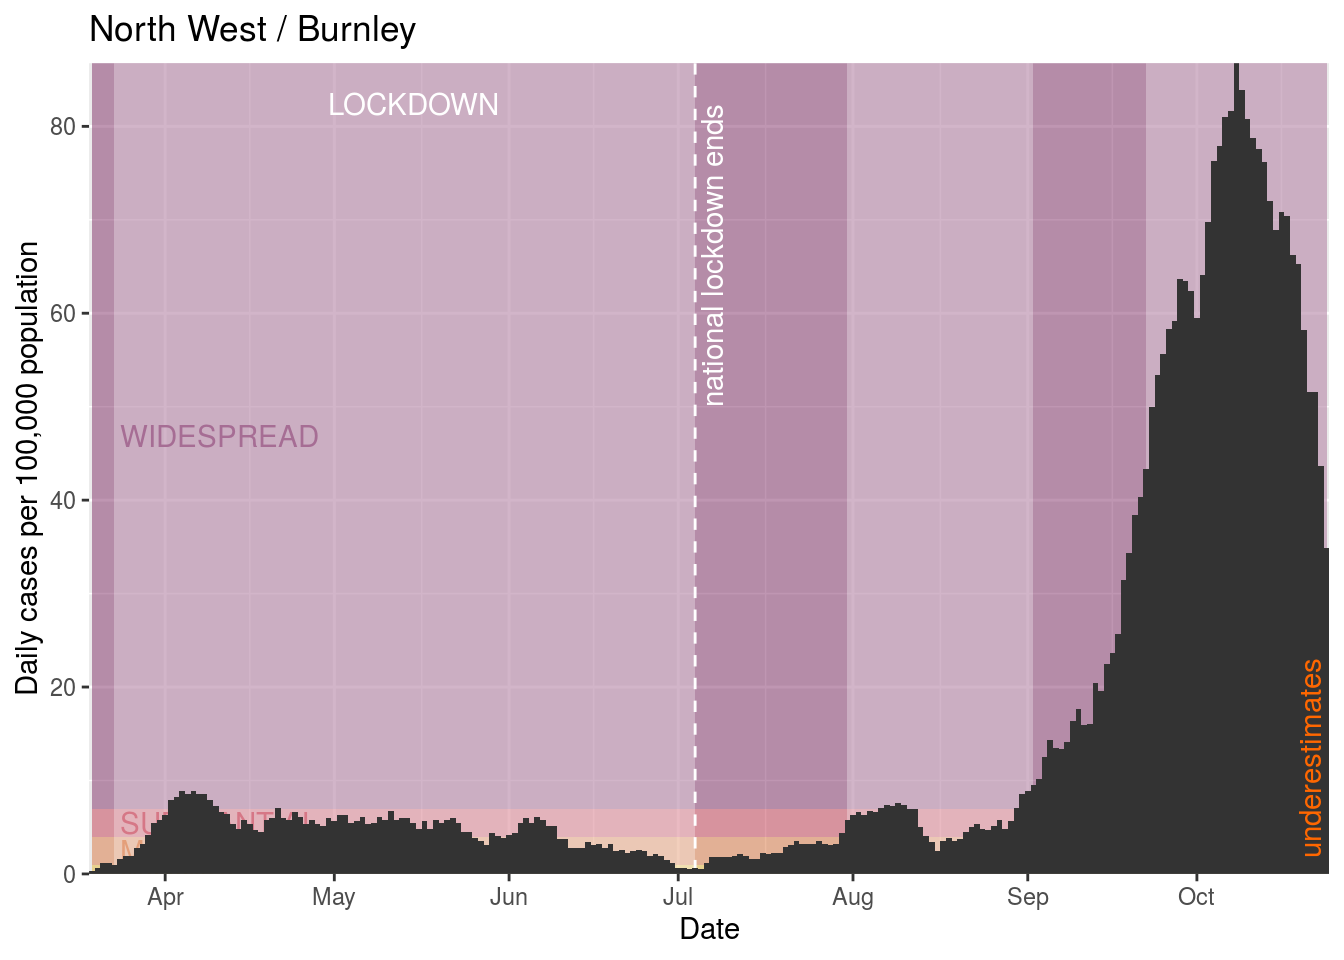 North West / Burnley
LOCKDOWN
national lockdown ends
WIDESPREAD
underestimates
Daily cases per 100,000 population
80
60
40
20
0
Apr
May
Jun
Jul
Aug
Sep
Oct
Date